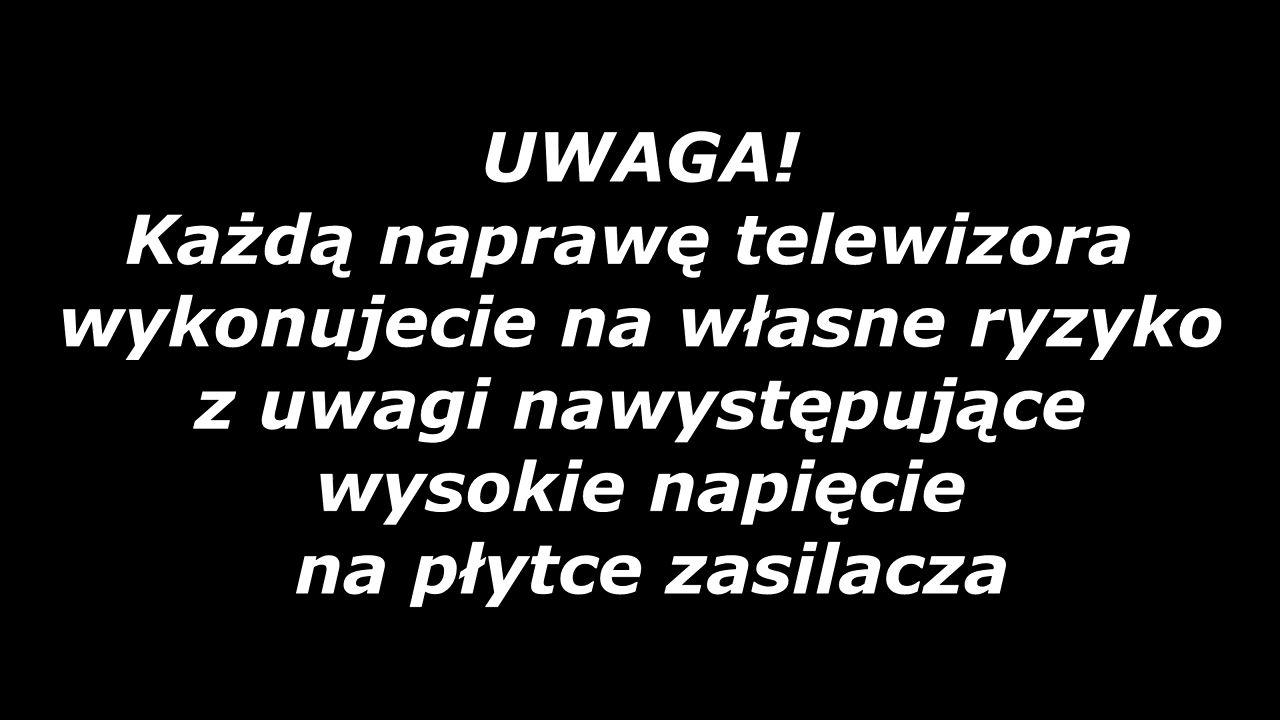 UWAGA!
Każdą naprawę telewizora
wykonujecie na własne ryzyko
z uwagi nawystępujące
wysokie napięcie
na płytce zasilacza